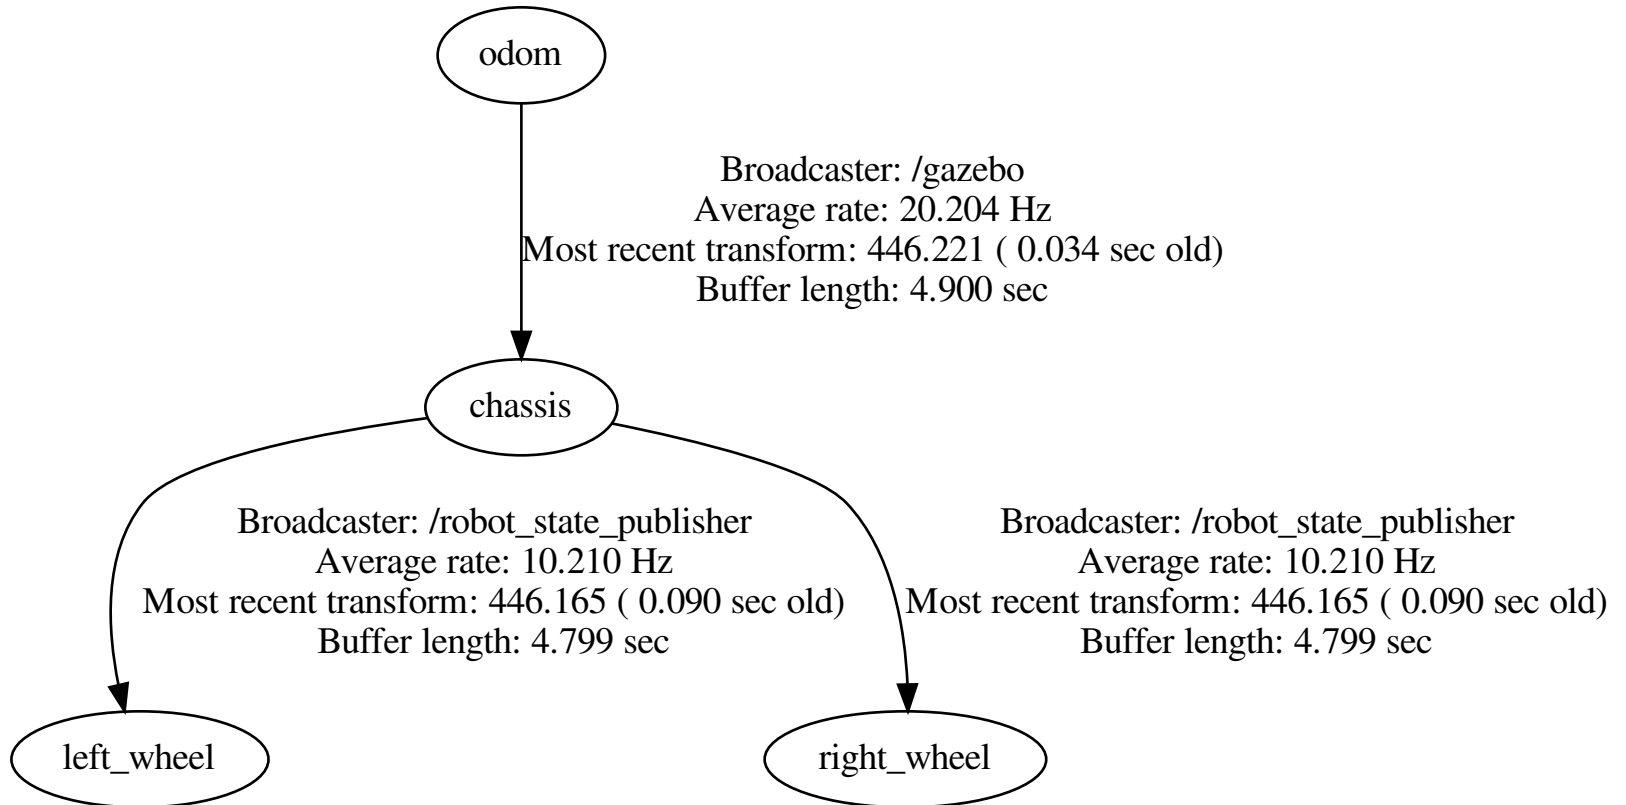 odom
Broadcaster: /gazebo
Average rate: 20.204 Hz
Most recent transform: 446.221 ( 0.034 sec old)
Buffer length: 4.900 sec
chassis
Broadcaster: /robot_state_publisher
Average rate: 10.210 Hz
Most recent transform: 446.165 ( 0.090 sec old)
Buffer length: 4.799 sec
Broadcaster: /robot_state_publisher
Average rate: 10.210 Hz
Most recent transform: 446.165 ( 0.090 sec old)
Buffer length: 4.799 sec
left_wheel
right_wheel